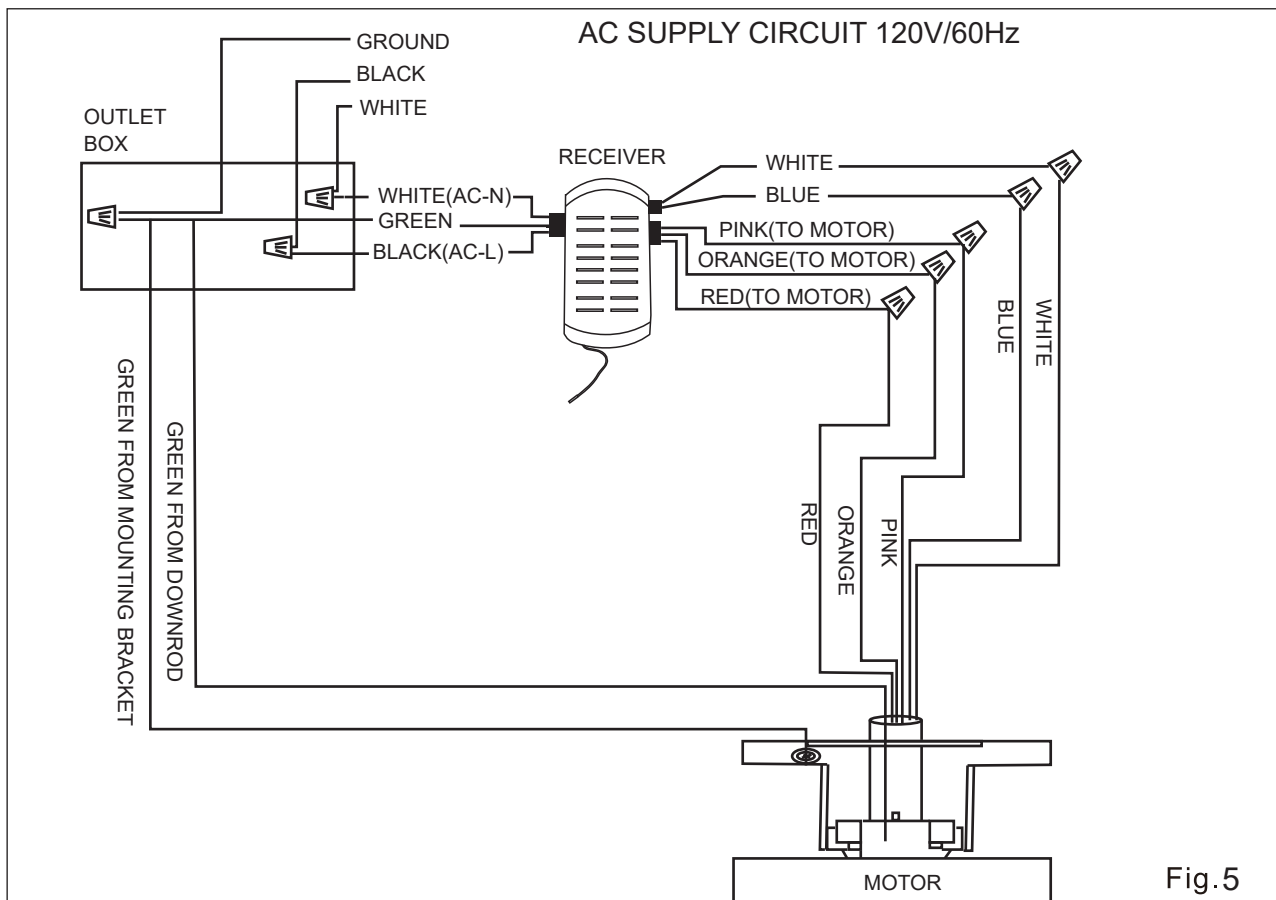 AC SUPPLY CIRCUIT 120V/60Hz
GROUND
BLACK
WHITE
OUTLET
BOX
RECEIVER
WHITE(AC-N)
GREEN
BLACK(AC-L)
WHITE
BLUE
PINK(TO MOTOR)
ORANGE(TO MOTOR)
RED(TO MOTOR)
GREEN FROM MOUNTING BRACKET
GREEN FROM DOWNROD
RED
ORANGE
PINK
BLUE
WHITE
MOTOR
Fig.5